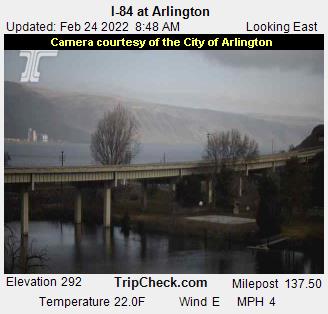 I-84 at Arlington
Updated: Feb 24 2022 8:48 AM Looking East
Camera courtesy of the City of Arlington
Elevation 292 TripCheck.com Milepost 137.50
Temperature 22.0F Wind E MPH 4